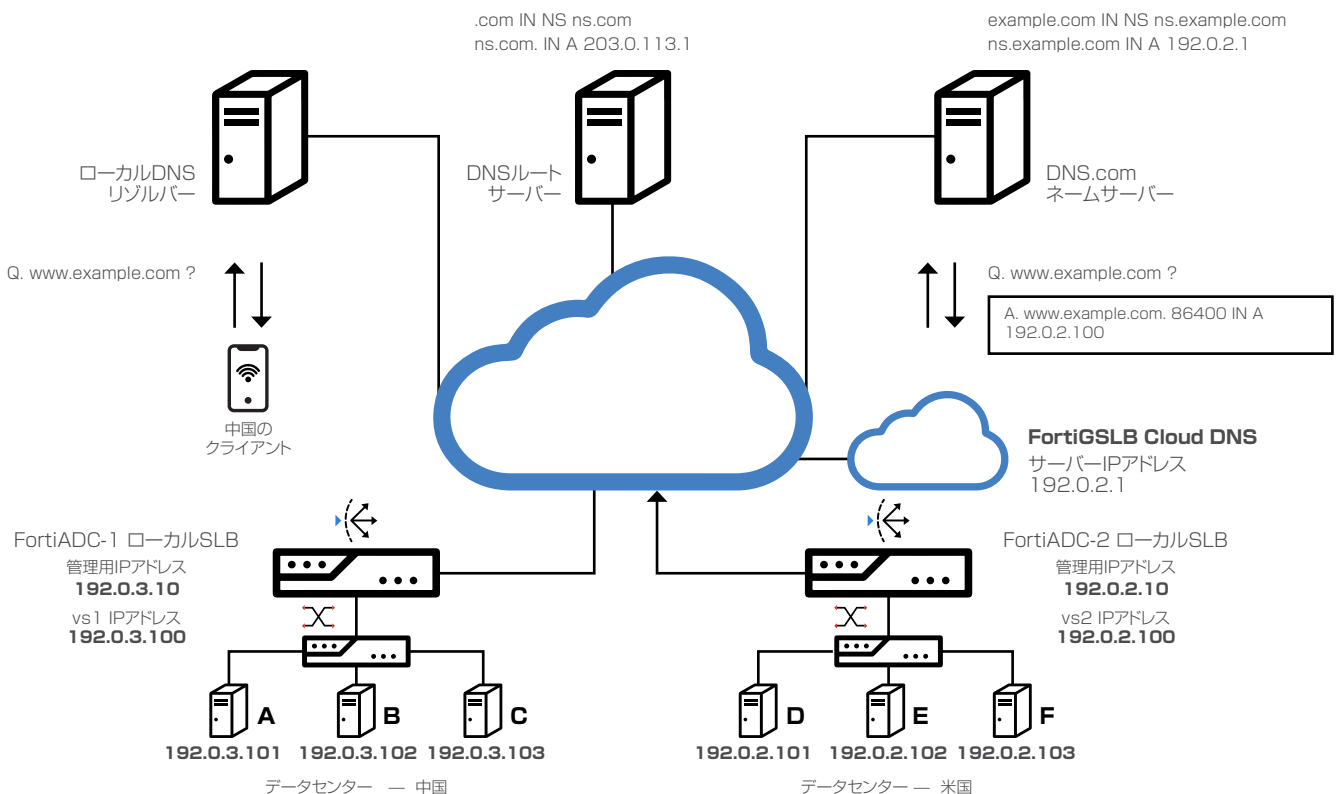 .com IN NS ns.com
ns.com. IN A 203.0.113.1
example.com IN NS ns.example.com
ns.example.com IN A 192.0.2.1
ローカルDNS
リゾルバー
DNSルート
サーバー
DNS.com
ネームサーバー
Q. www.example.com ?
Q. www.example.com ?
A. www.example.com. 86400 IN A
192.0.2.100
中国の
クライアント
FortiGSLB Cloud DNS
サーバーIPアドレス
192.0.2.1
FortiADC-1 ローカルSLB
管理用IPアドレス
192.0.3.10
vs1 IPアドレス
192.0.3.100
FortiADC-2 ローカルSLB
管理用IPアドレス
192.0.2.10
vs2 IPアドレス
192.0.2.100
A
B
C
D
E
F
192.0.3.101
192.0.3.102
192.0.3.103
192.0.2.101
192.0.2.102
192.0.2.103
データセンター — 中国
データセンター — 米国